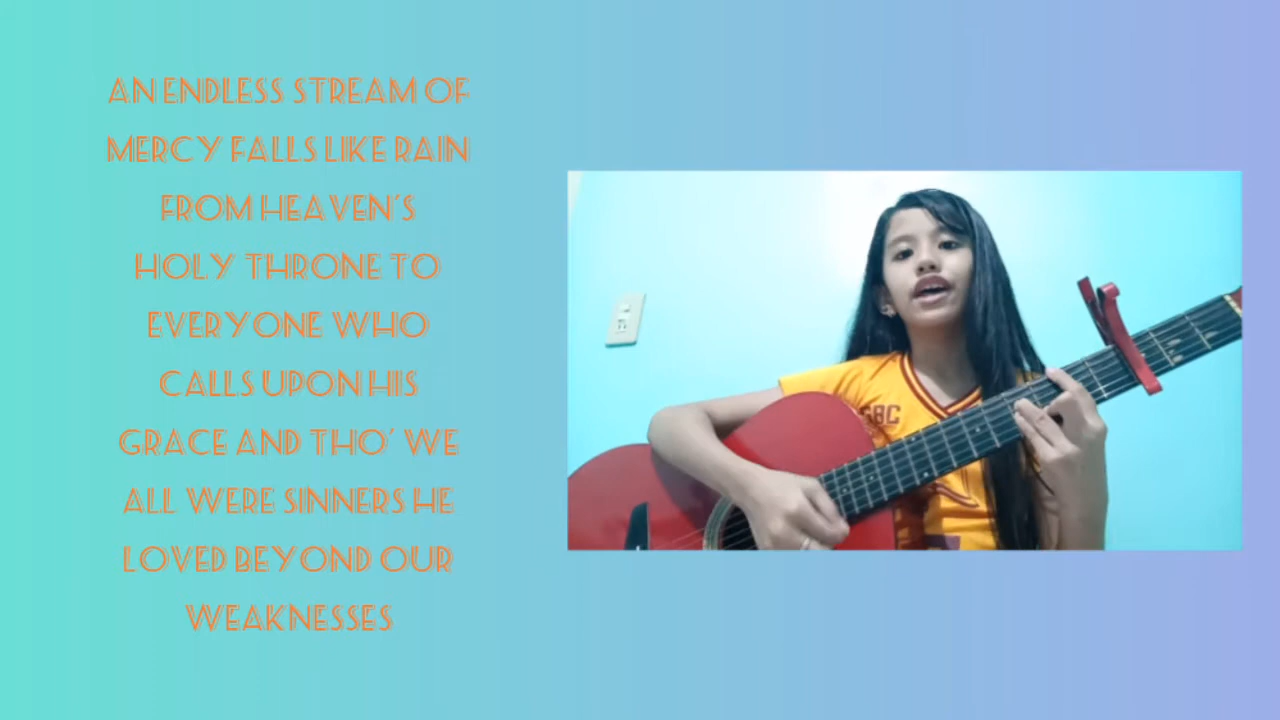 AN ENDLESS STREAM OF
MERCY FALLS LIKE RAIN
FROM HEAVEN'S
HOLY THRONE TO
EVERYONE WHO
CALLS UPON HIS
GRACE AND THO' WE
ALL WERE SINNERS HE
LOVED BEYOND OUR
WEAKNESSES
SBC